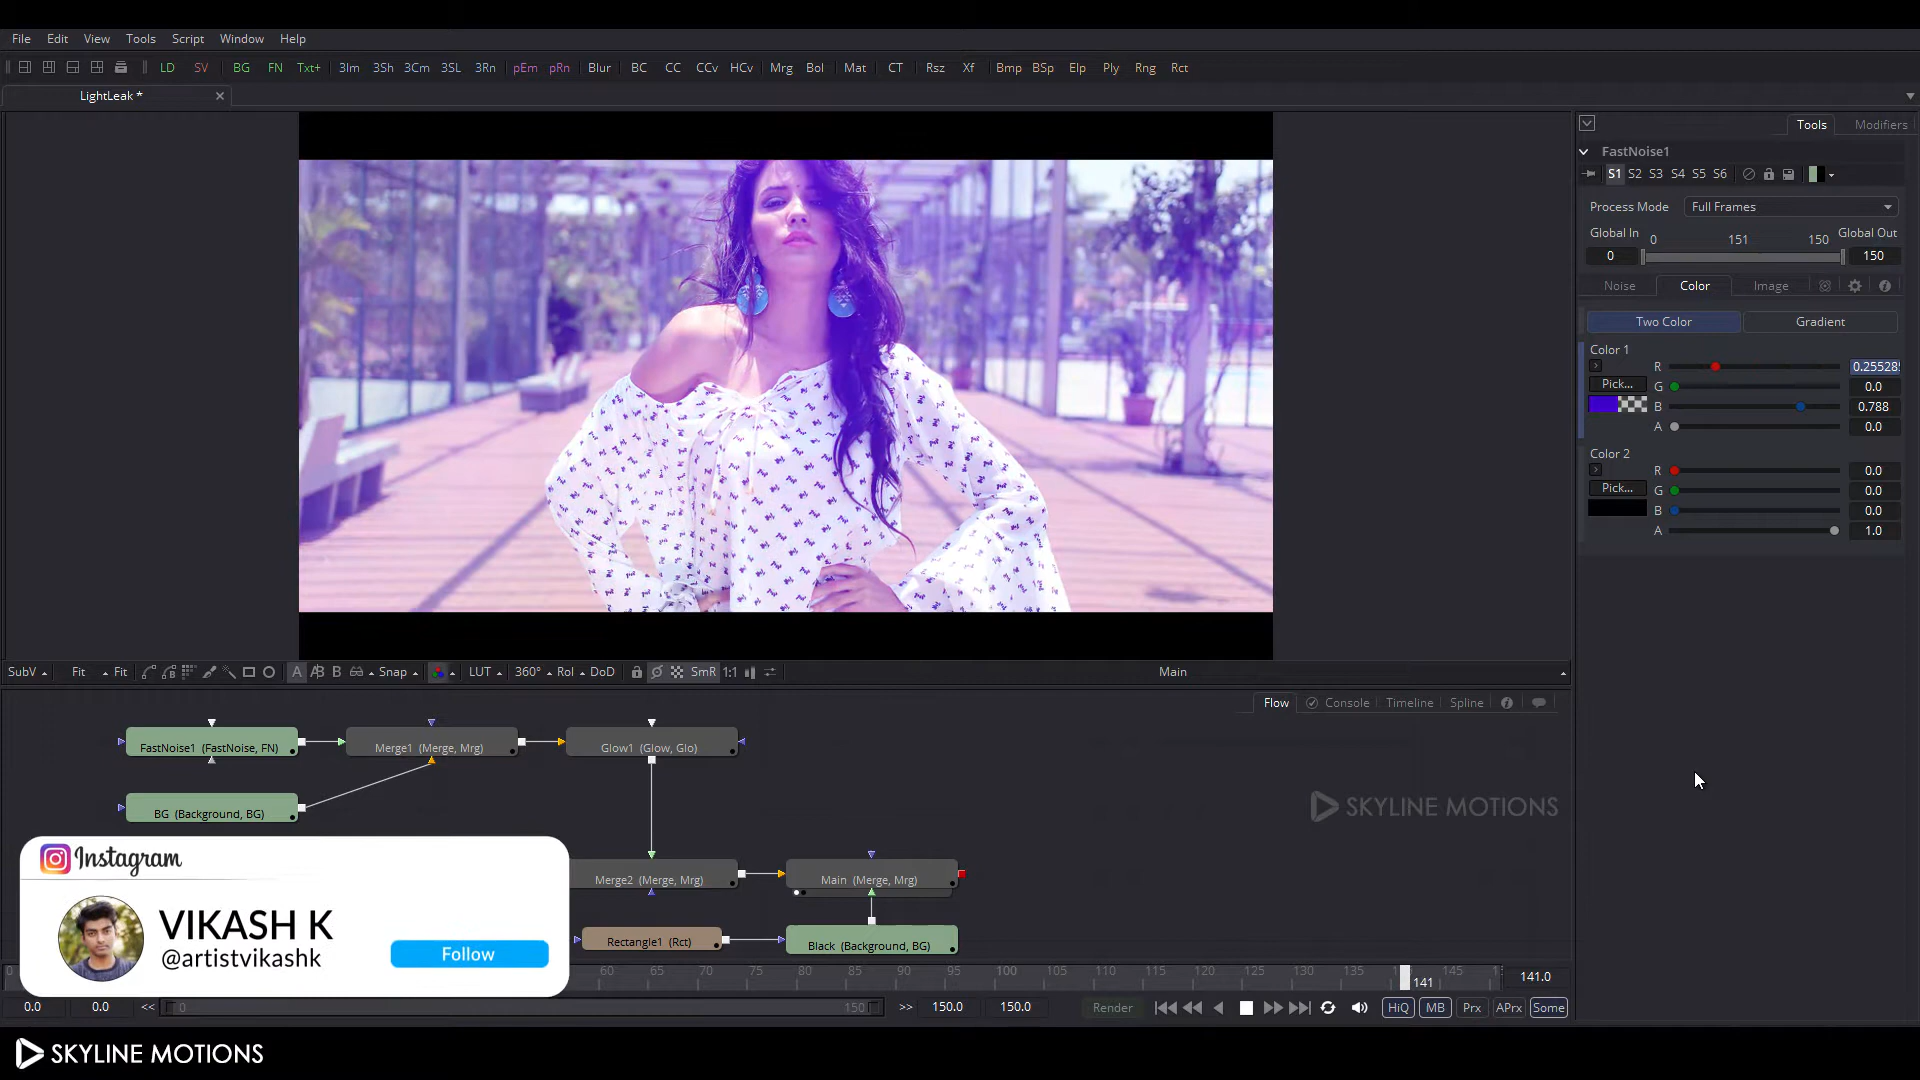 File Edit View Tools Script Window Help
LD SV BG FN Txt+ 3Im 3Sh 3Cm 3SL 3Rn pEm pRn Blur BC CC CCv HCv Mrg Bol Mat CT Rsz Xf Bmp BSp Elp Ply Rng Rct
LightLeak *
Tools Modifiers
FastNoise1
S1 S2 S3 S4 S5 S6
Process Mode Full Frames
Global In 0 151 150 Global Out
0 150
Noise Color Image
Two Color Gradient
Color 1
R 0.25528
Pick... G 0.0
B 0.788
A 0.0
Color 2
R 0.0
Pick... G 0.0
B 0.0
A 1.0
SubV Fit Fit A A/B B Snap LUT 360° RoI DoD SmR 1:1 Main
Flow Console Timeline Spline
FastNoise1 (FastNoise, FN) Merge1 (Merge, Mrg) Glow1 (Glow, Glo)
BG (Background, BG)
SKYLINE MOTIONS
Instagram
VIKASH K
@artistvikashk
Follow
Merge2 (Merge, Mrg) Main (Merge, Mrg)
Rectangle1 (Rct) Black (Background, BG)
0 60 65 70 75 80 85 90 95 100 105 110 115 120 125 130 135 141 145 141.0
0.0 0.0 << 0 150 >> 150.0 150.0 Render HiQ MB Prx APrx Some
SKYLINE MOTIONS